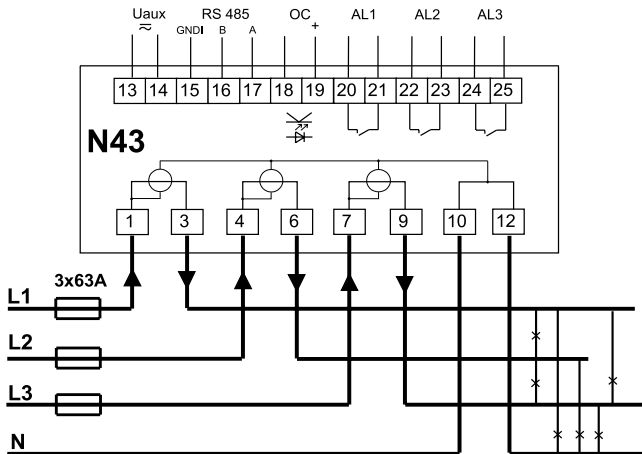 Uaux RS 485 OC AL1 AL2 AL3
≂ GNDI B A +
13 14 15 16 17 18 19 20 21 22 23 24 25
N43
1 3 4 6 7 9 10 12
3x63A
L1
L2
L3
N